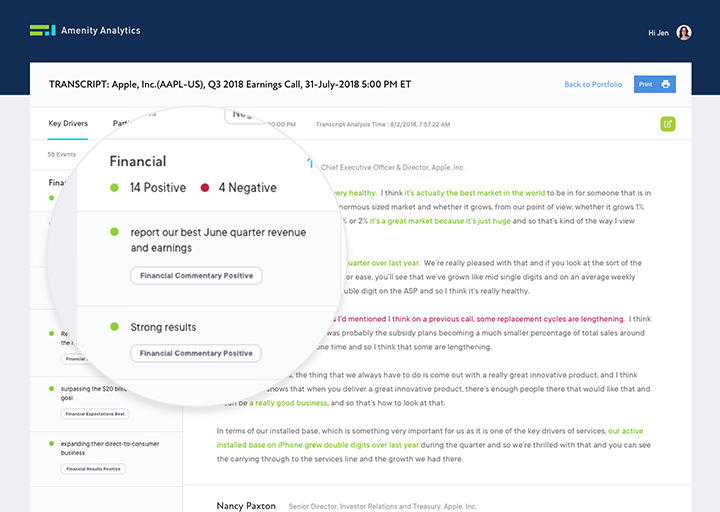 Amenity Analytics
Hi Jen
TRANSCRIPT: Apple, Inc.(AAPL-US), Q3 2018 Earnings Call, 31-July-2018 5:00 PM ET
Back to Portfolio
Print
Key Drivers
Transcript Analysis Time : 8/2/2018, 7:57:22 AM
55 Events
Financial
14 Positive
4 Negative
report our best June quarter revenue
and earnings
Financial Commentary Positive
Strong results
Financial Commentary Positive
surpassing the $20
goal
Financial Expectations Beat
expanding their direct-to-consumer
business
Financial Results Positive
Chief Executive Officer & Director, Apple, Inc.
very healthy. I think it's actually the best market in the world to be in for someone that is in
sized market and whether it grows, from our point of view, whether it grows 1%
or 2% it's a great market because it's just huge and so that's kind of the way I view
quarter over last year. We're really pleased with that and if you look at the sort of the
or ease, you'll see that we've grown like mid single digits and on an average weekly
digit on the ASP and so I think it's really healthy.
I'd mentioned I think on a previous call, some replacement cycles are lengthening. I think
was probably the subsidy plans becoming a much smaller percentage of total sales around
time and so I think that some are lengthening.
the thing that we always have to do is come out with a really great innovative product, and I think
that when you deliver a great innovative product, there's enough people there that would like that and
can be a really good business, and so that's how to look at that.
In terms of our installed base, which is something very important for us as it is one of the key drivers of services, our active
installed base on iPhone grew double digits over last year during the quarter and so we're thrilled with that and you can see
the carrying through to the services line and the growth we had there.
Nancy Paxton
Senior Director, Investor Relations and Treasury, Apple, Inc.